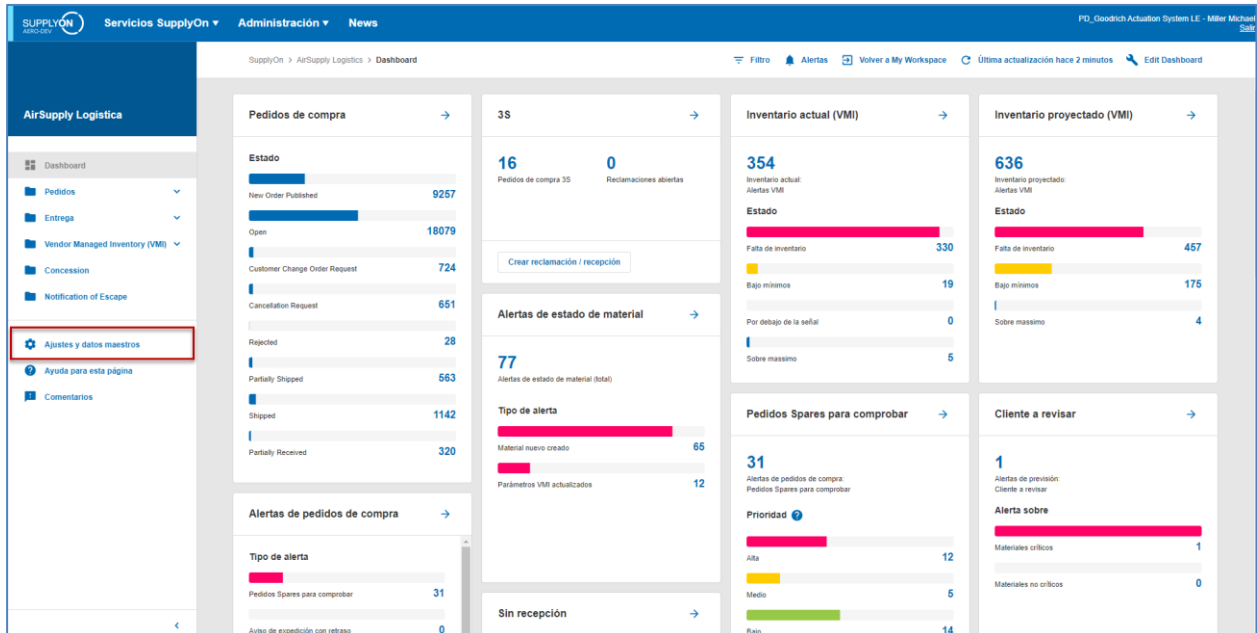 SUPPLYON
AERO-DEV
Servicios SupplyOn
Administración
News
PD_Goodrich Actuation System LE - Miller Michael
Salir
SupplyOn > AirSupply Logistics > Dashboard
Filtro
Alertas
Volver a My Workspace
Última actualización hace 2 minutos
Edit Dashboard
AirSupply Logística
Dashboard
Pedidos
Entrega
Vendor Managed Inventory (VMI)
Concession
Notification of Escape
Ajustes y datos maestros
Ayuda para esta página
Comentarios
Pedidos de compra
Estado
New Order Published 9257
Open 18079
Customer Change Order Request 724
Cancellation Request 651
Rejected 28
Partially Shipped 563
Shipped 1142
Partially Received 320
Alertas de pedidos de compra
Tipo de alerta
Pedidos Spares para comprobar 31
Aviso de expedición con retraso 0
3S
16 0
Pedidos de compra 3S Reclamaciones abiertas
Crear reclamación / recepción
Alertas de estado de material
77
Alertas de estado de material (total)
Tipo de alerta
Material nuevo creado 65
Parámetros VMI actualizados 12
Sin recepción
Inventario actual (VMI)
354
Inventario actual:
Alertas VMI
Estado
Falta de inventario 330
Bajo mínimos 19
Por debajo de la señal 0
Sobre massimo 5
Pedidos Spares para comprobar
31
Alertas de pedidos de compra:
Pedidos Spares para comprobar
Prioridad
Alta 12
Medio 5
Bajo 14
Inventario proyectado (VMI)
636
Inventario proyectado:
Alertas VMI
Estado
Falta de inventario 457
Bajo mínimos 175
Sobre massimo 4
Cliente a revisar
1
Alertas de previsión:
Cliente a revisar
Alerta sobre
Materiales críticos 1
Materiales no críticos 0